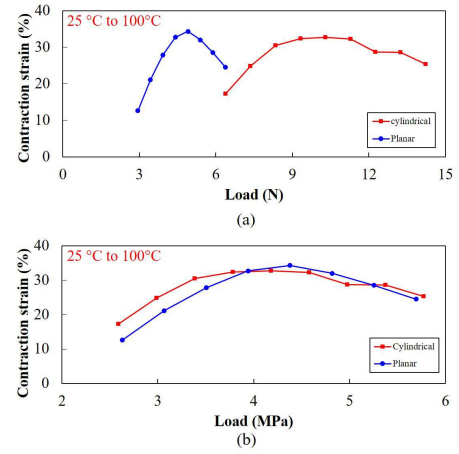 25 °C to 100°C
Contraction strain (%)
40
30
20
10
0
cylindrical
Planar
0 3 6 9 12 15
Load (N)
(a)
25 °C to 100°C
Contraction strain (%)
40
30
20
10
0
Cylindrical
Planar
2 3 4 5 6
Load (MPa)
(b)